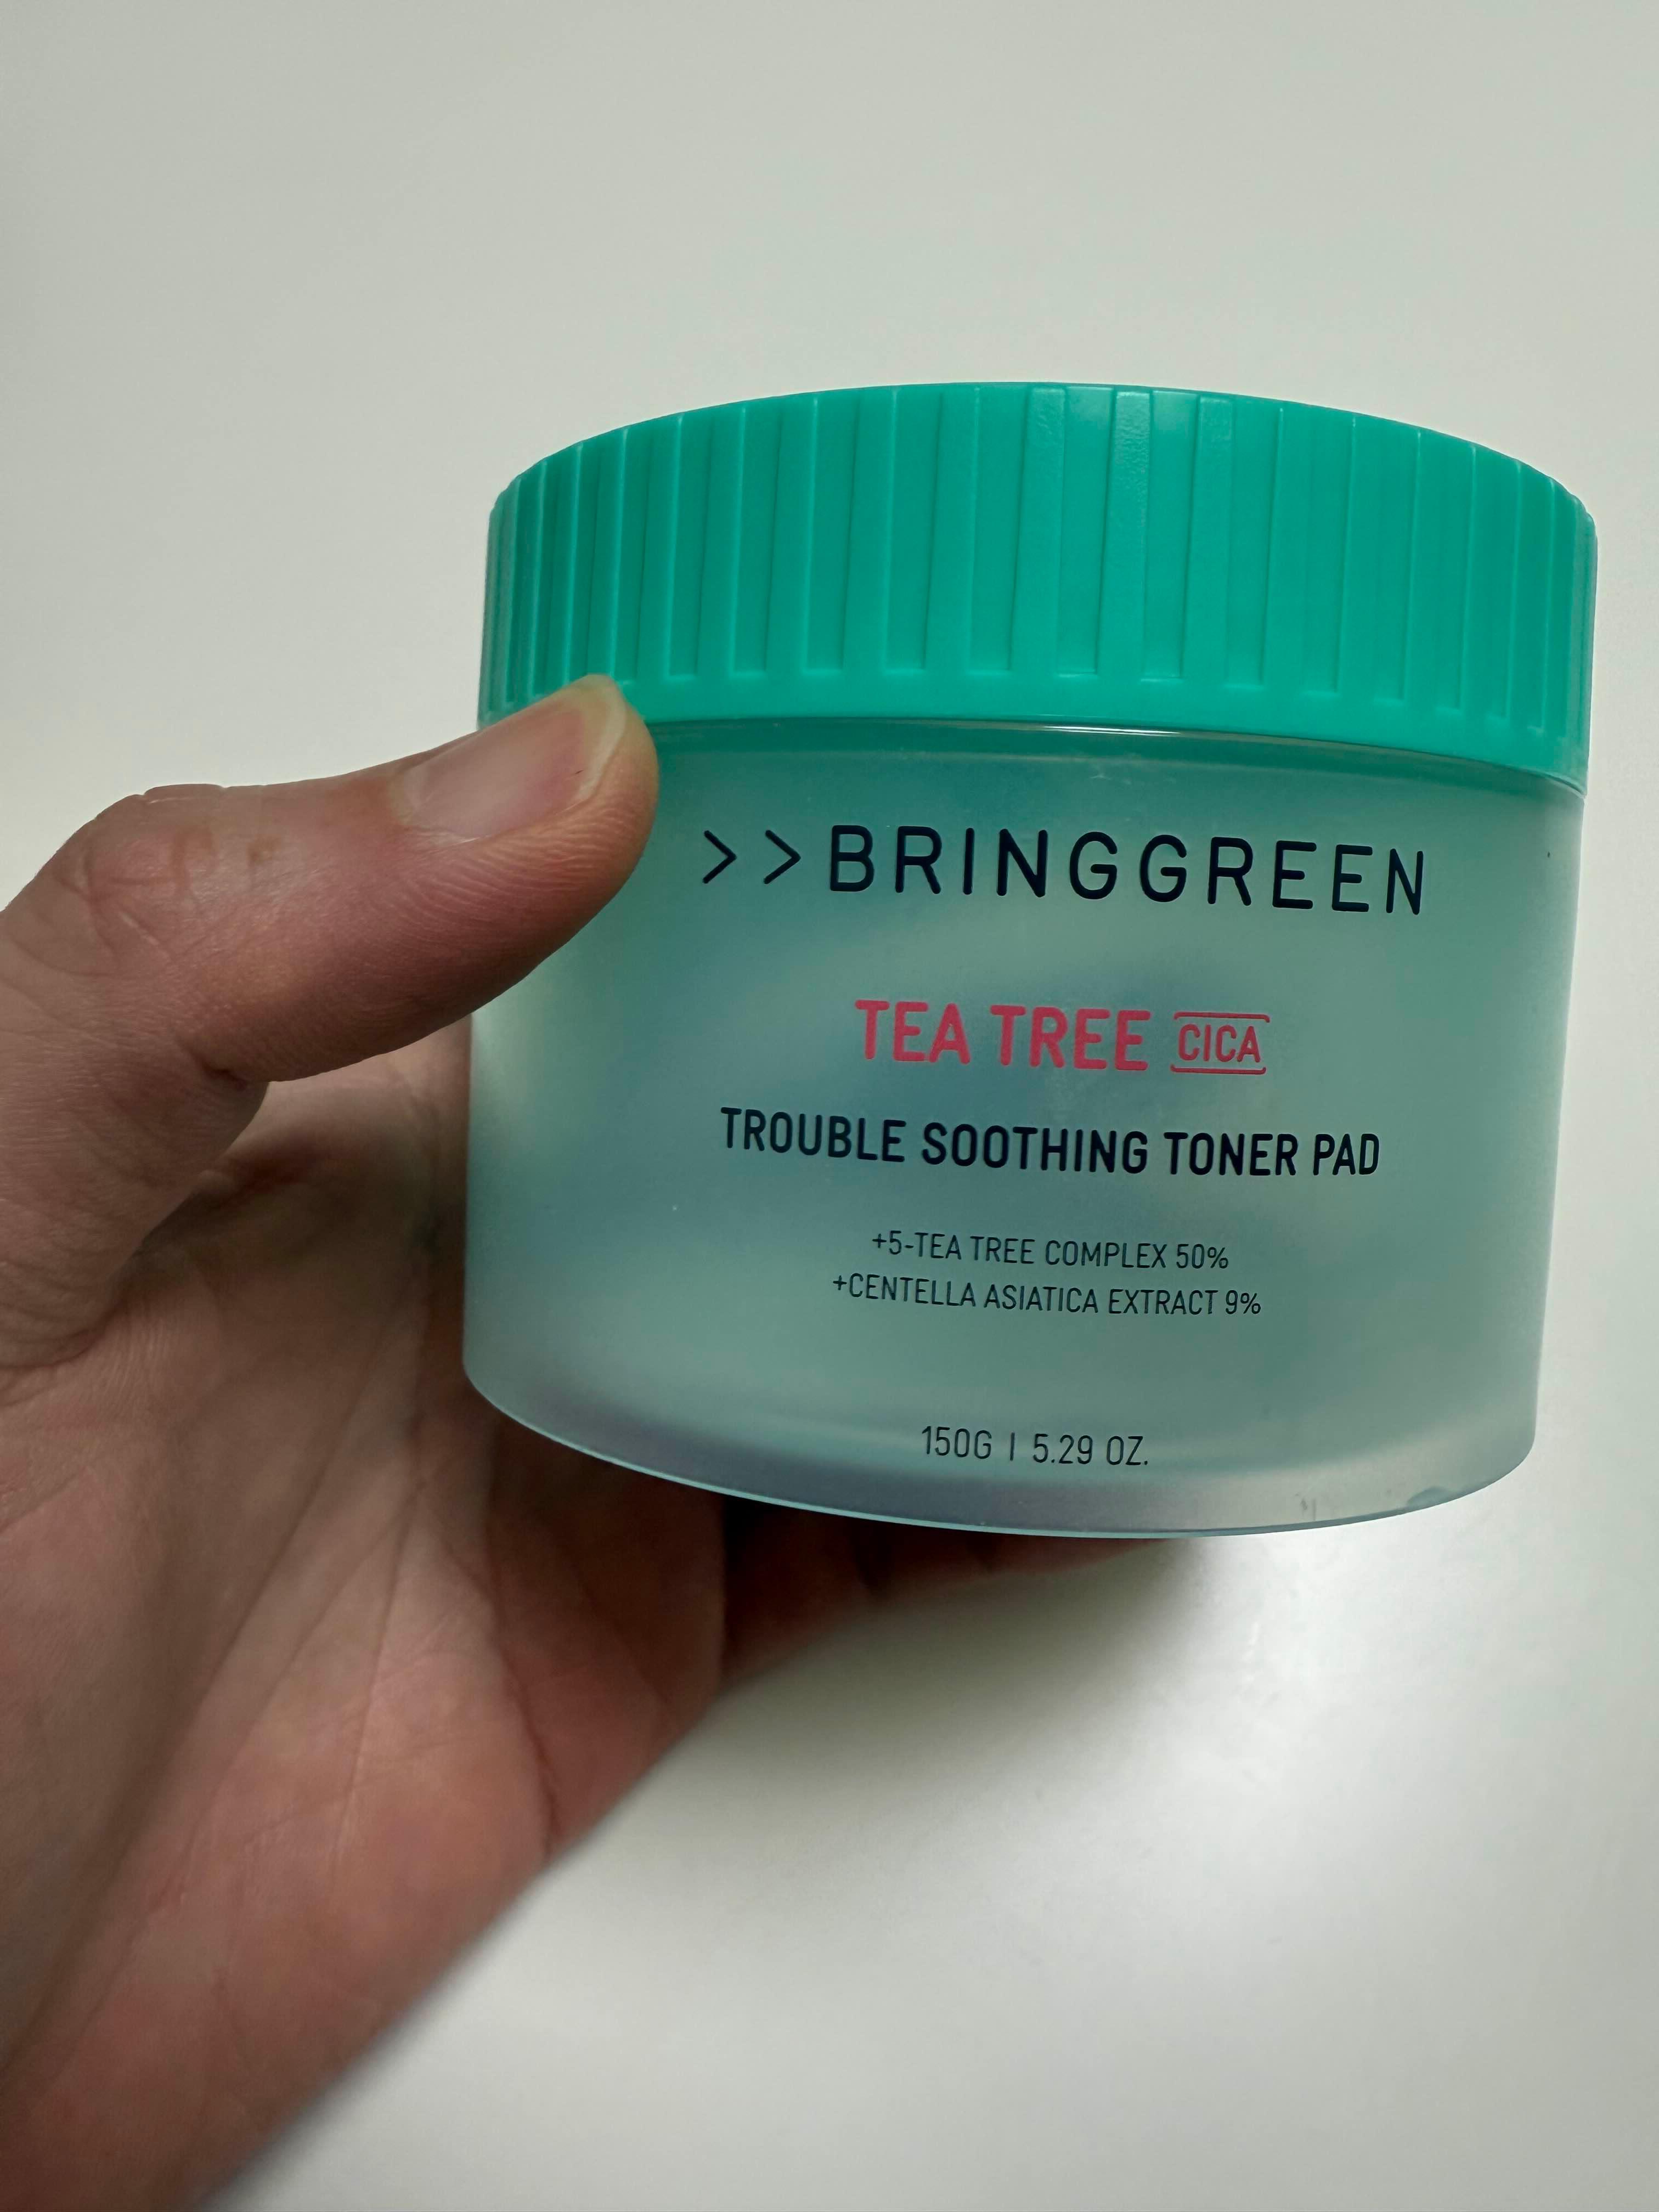 >>BRINGGREEN
TEA TREE CICA
TROUBLE SOOTHING TONER PAD
+5-TEA TREE COMPLEX 50%
+CENTELLA ASIATICA EXTRACT 9%
150G | 5.29 OZ.